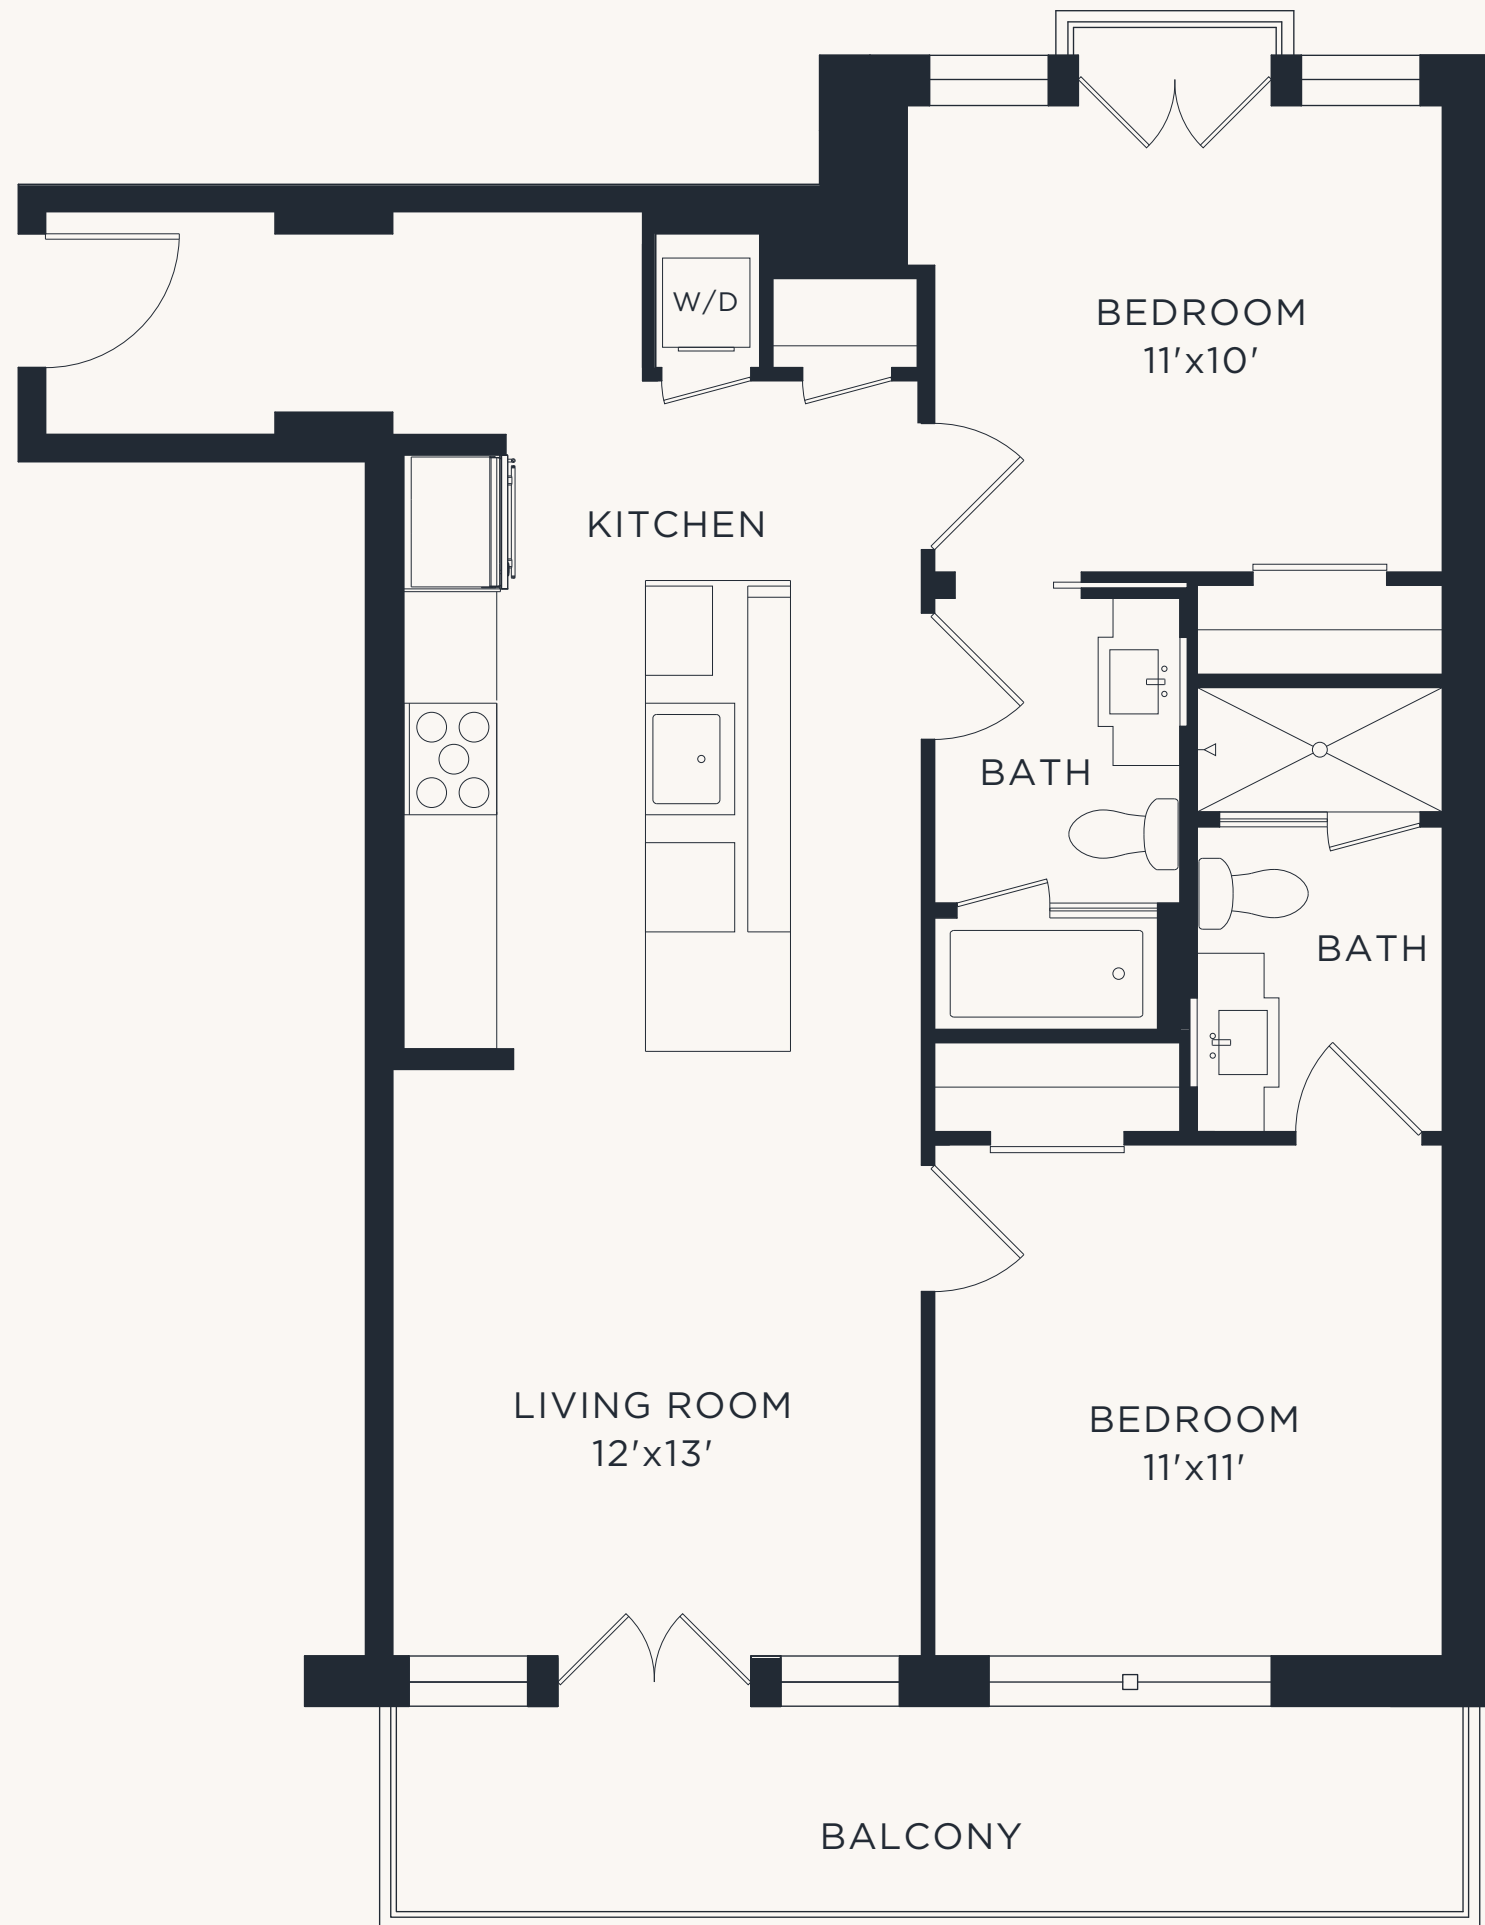 W/D
BEDROOM
11'x10'
KITCHEN
BATH
BATH
LIVING ROOM
12'x13'
BEDROOM
11'x11'
BALCONY